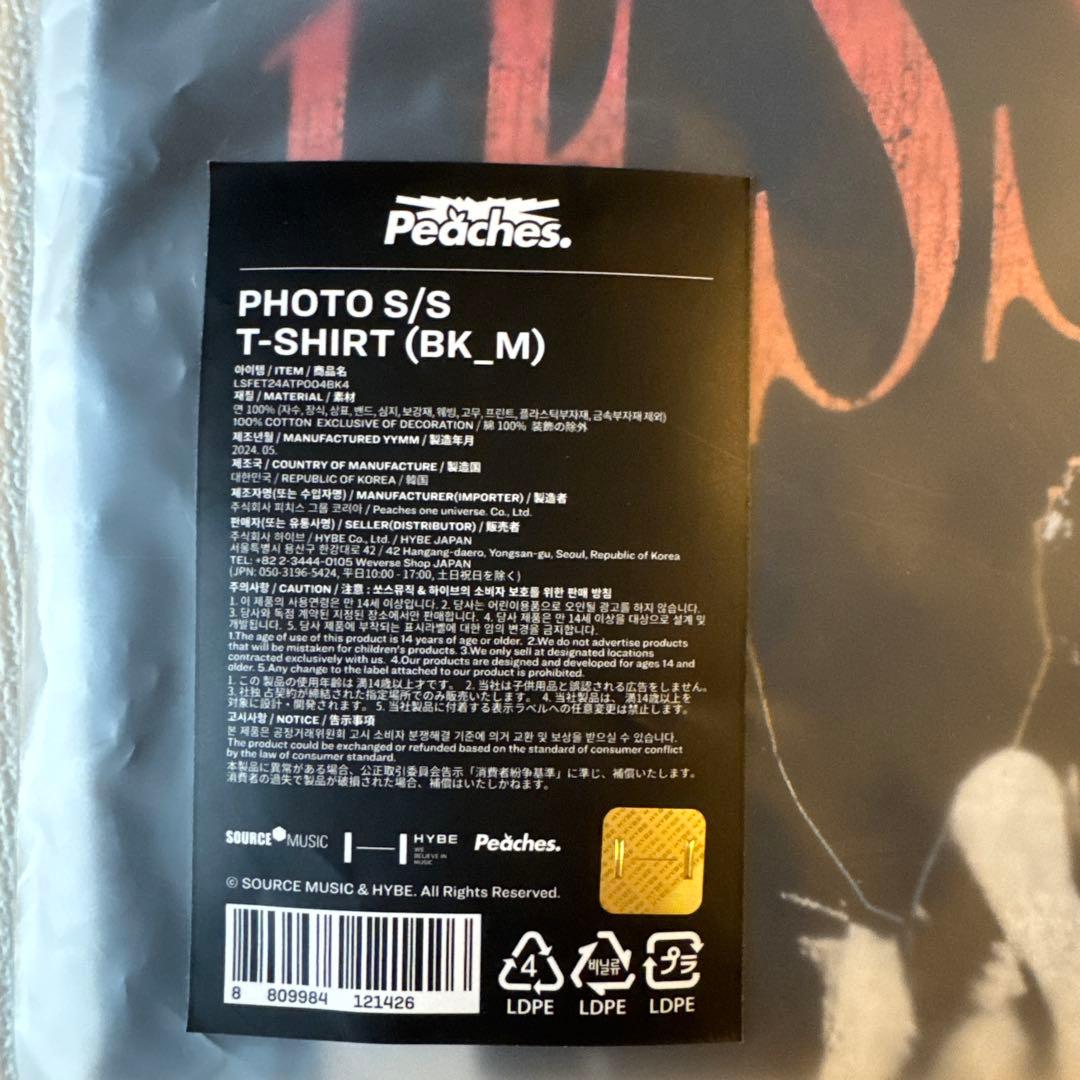 Peaches.
PHOTO S/S
T-SHIRT (BK_M)
아이템 / ITEM / 商品名
LSFET24ATP004BK4
재질 / MATERIAL / 素材
면 100% (자수, 장식, 상표, 밴드, 심지, 보강재, 웨빙, 고무, 프린트, 플라스틱부자재, 금속부자재 제외)
100% COTTON EXCLUSIVE OF DECORATION / 綿 100% 装飾の除外
제조년월 / MANUFACTURED YYMM / 製造年月
2024. 05.
제조국 / COUNTRY OF MANUFACTURE / 製造国
대한민국 / REPUBLIC OF KOREA / 韓国
제조자명(또는 수입자명) / MANUFACTURER(IMPORTER) / 製造者
주식회사 피치스 그룹 코리아 / Peaches one universe. Co., Ltd.
판매자(또는 유통사명) / SELLER(DISTRIBUTOR) / 販売者
주식회사 하이브 / HYBE Co., Ltd. / HYBE JAPAN
서울특별시 용산구 한강대로 42 / 42 Hangang-daero, Yongsan-gu, Seoul, Republic of Korea
TEL: +82 2-3444-0105 Weverse Shop JAPAN
(JPN: 050-3196-5424, 平日10:00 - 17:00, 土日祝日を除く)
주의사항 / CAUTION / 注意 : 쏘스뮤직 & 하이브의 소비자 보호를 위한 판매 방침
1. 이 제품의 사용연령은 만 14세 이상입니다. 2. 당사는 어린이용품으로 오인될 광고를 하지 않습니다.
3. 당사와 독점 계약된 지정된 장소에서만 판매합니다. 4. 당사 제품은 만 14세 이상을 대상으로 설계 및
개발됩니다. 5. 당사 제품에 부착되는 표시라벨에 대한 임의 변경을 금지합니다.
1.The age of use of this product is 14 years of age or older. 2.We do not advertise products
that will be mistaken for children's products. 3.We only sell at designated locations
contracted exclusively with us. 4.Our products are designed and developed for ages 14 and
older. 5.Any change to the label attached to our product is prohibited.
1. この 製品の使用年齢は 満14歳以上才です。 2. 当社は子供用品と誤認される広告をしません。
3. 社独 占契約が締結された指定場所でのみ販売いたします。 4. 当社製品は、満14歳以上を
対象に設計・開発されます。 5. 当社製品に付着する表示ラベルへの任意変更は禁止します。
고시사항 / NOTICE / 告示事項
본 제품은 공정거래위원회 고시 소비자 분쟁해결 기준에 의거 교환 및 보상을 받으실 수 있습니다.
The product could be exchanged or refunded based on the standard of consumer conflict
by the law of consumer standard.
本製品に異常がある場合、公正取引委員会告示「消費者紛争基準」に準じ、補償いたします。
消費者の過失で製品が破損された場合、補償はいたしかねます。
SOURCE MUSIC HYBE WE BELIEVE IN MUSIC Peaches.
© SOURCE MUSIC & HYBE. All Rights Reserved.
8 809984 121426
4 비닐류 プラ
LDPE LDPE LDPE